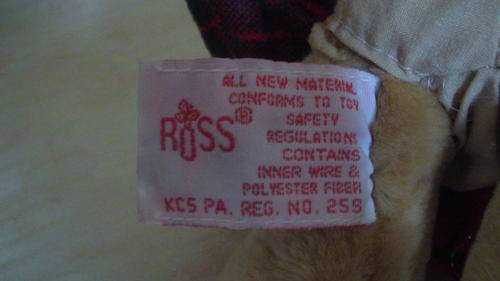 ALL NEW MATERIAL
CONFORMS TO TOY
SAFETY
REGULATIONS
RUSS®
CONTAINS
INNER WIRE &
POLYESTER FIBER
KCS PA. REG. NO. 259